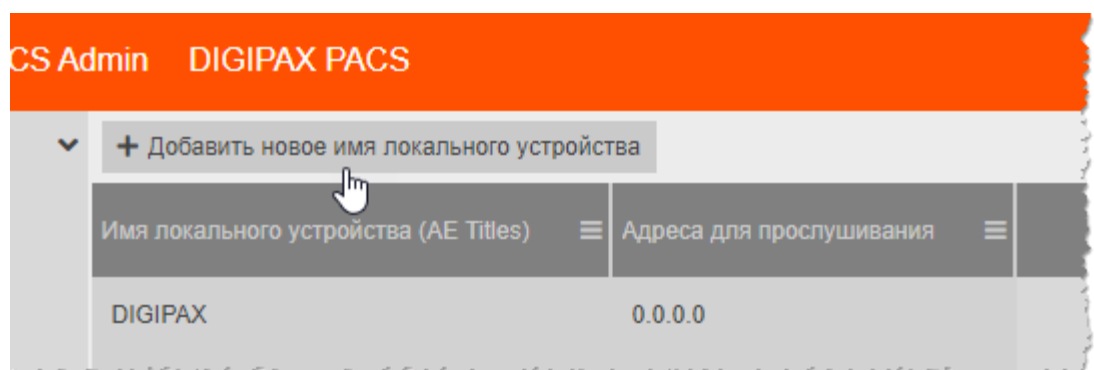 CS Admin DIGIPAX PACS
+ Добавить новое имя локального устройства
Имя локального устройства (AE Titles) Адреса для прослушивания
DIGIPAX 0.0.0.0